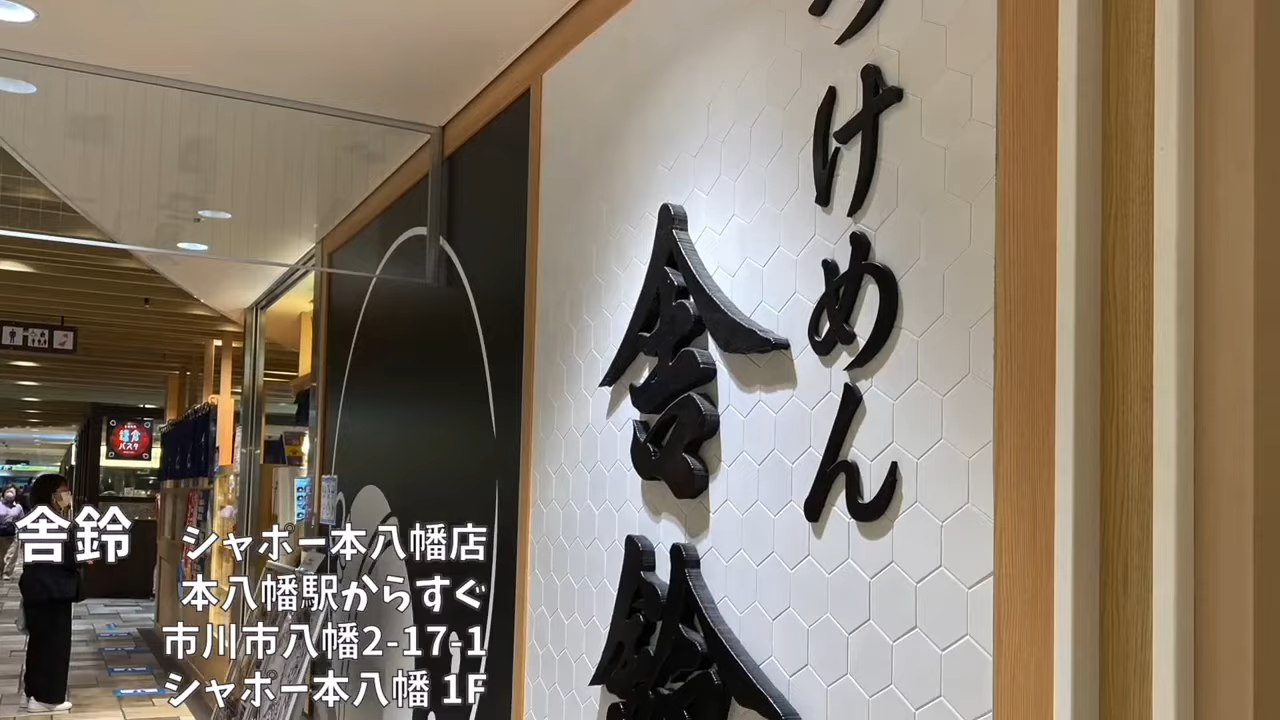 つけめん
舎鈴
鎌倉
パスタ
舎鈴 シャポー本八幡店
本八幡駅からすぐ
市川市八幡2-17-1
シャポー本八幡 1F